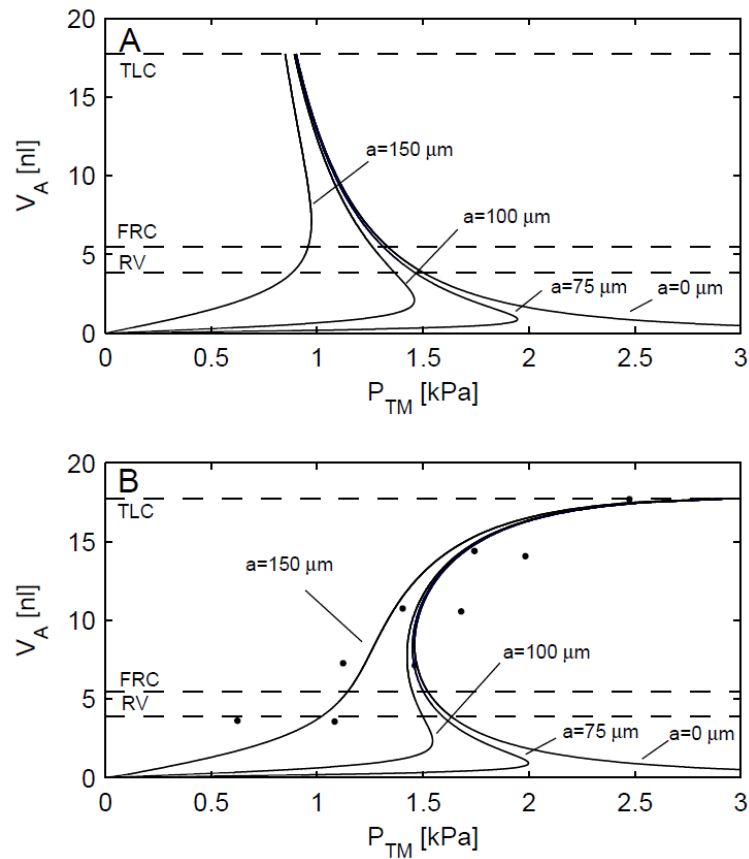 A
20
15
10
5
0
V_A [nl]
TLC
FRC
RV
a=150 μm
a=100 μm
a=75 μm
a=0 μm
0 0.5 1 1.5 2 2.5 3
P_TM [kPa]
B
20
15
10
5
0
V_A [nl]
TLC
FRC
RV
a=150 μm
a=100 μm
a=75 μm
a=0 μm
0 0.5 1 1.5 2 2.5 3
P_TM [kPa]